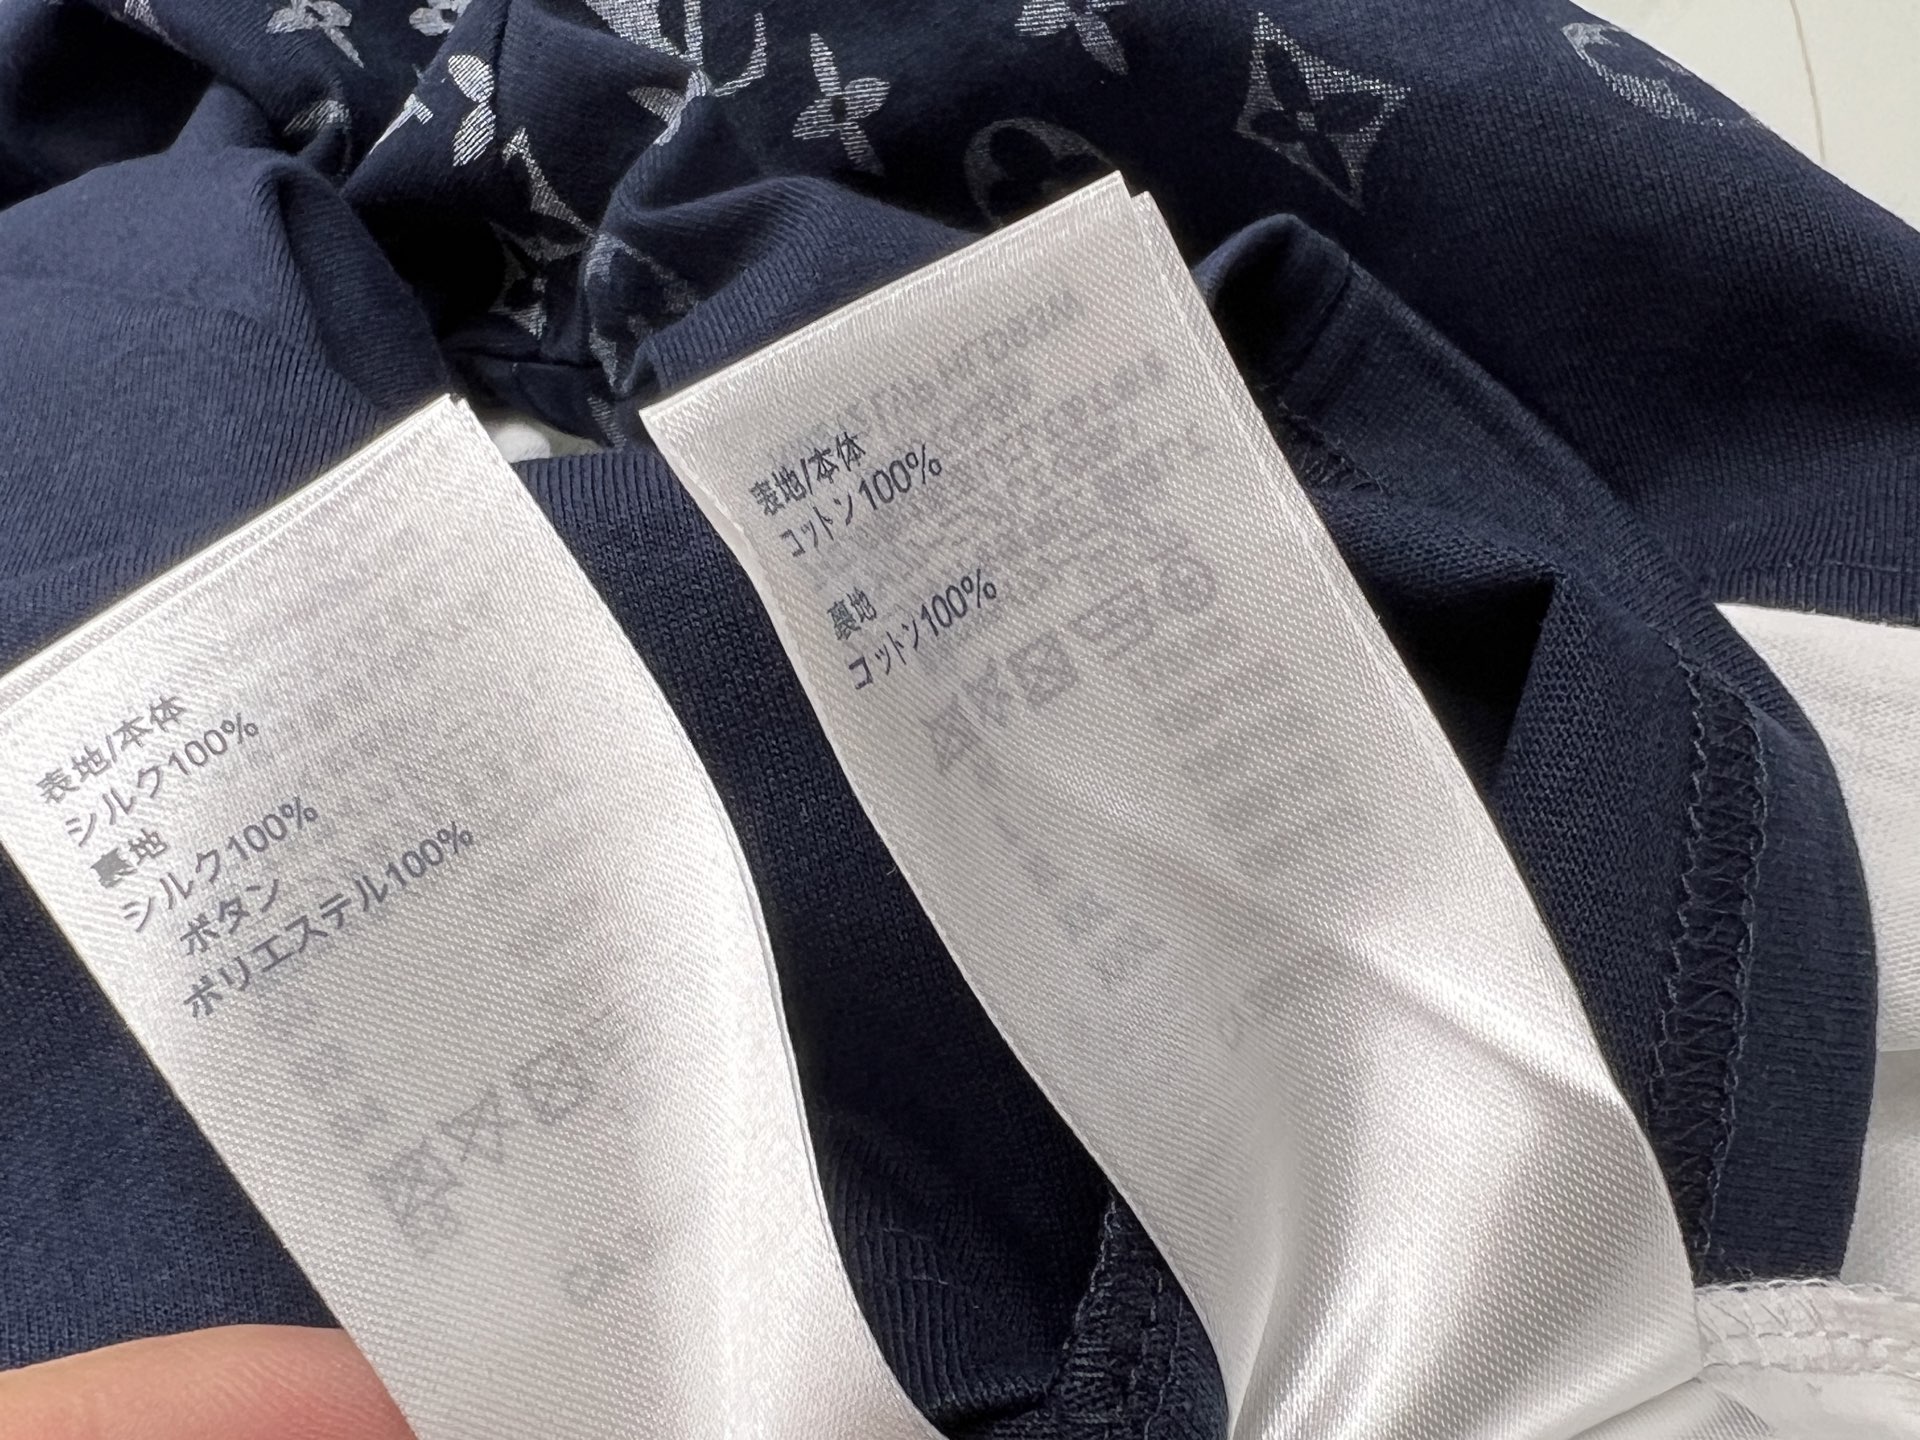 表地/本体
シルク100%
裏地
シルク100%
ボタン
ポリエステル100%
表地/本体
コットン100%
裏地
コットン100%